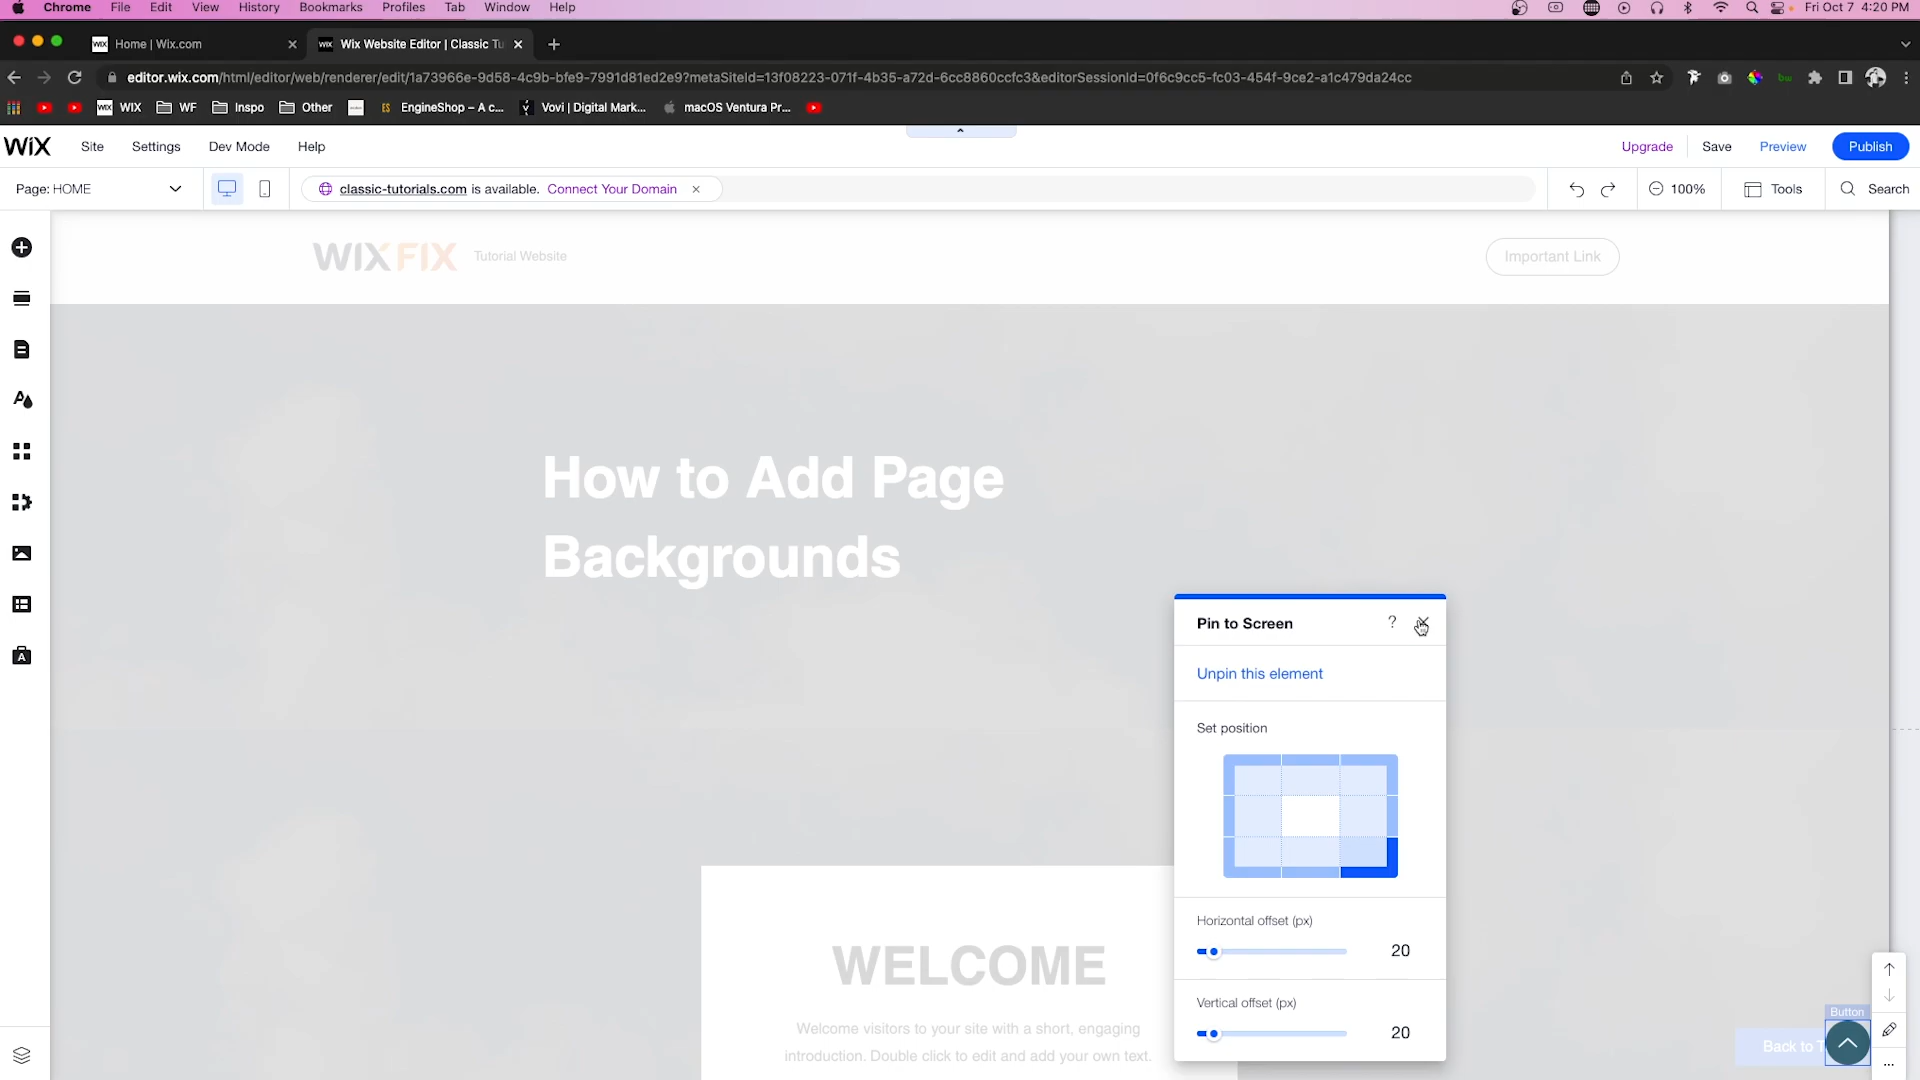 Chrome File Edit View History Bookmarks Profiles Tab Window Help Fri Oct 7 4:20 PM
WIX Home | Wix.com WIX Wix Website Editor | Classic Tu
editor.wix.com/html/editor/web/renderer/edit/1a73966e-9d58-4c9b-bfe9-7991d81ed2e9?metaSiteId=13f08223-071f-4b35-a72d-6cc8860ccfc3&editorSessionId=0f6c9cc5-fc03-454f-9ce2-a1c479da24cc
WIX WIX WF Inspo Other ES EngineShop – A c... Vovi | Digital Mark... macOS Ventura Pr...
WiX Site Settings Dev Mode Help Upgrade Save Preview Publish
Page: HOME classic-tutorials.com is available. Connect Your Domain 100% Tools Search
WIXFIX Tutorial Website Important Link
How to Add Page
Backgrounds
Pin to Screen ?
Unpin this element
Set position
Horizontal offset (px)
20
Vertical offset (px)
20
WELCOME
Welcome visitors to your site with a short, engaging
introduction. Double click to edit and add your own text.
Button
Back to T